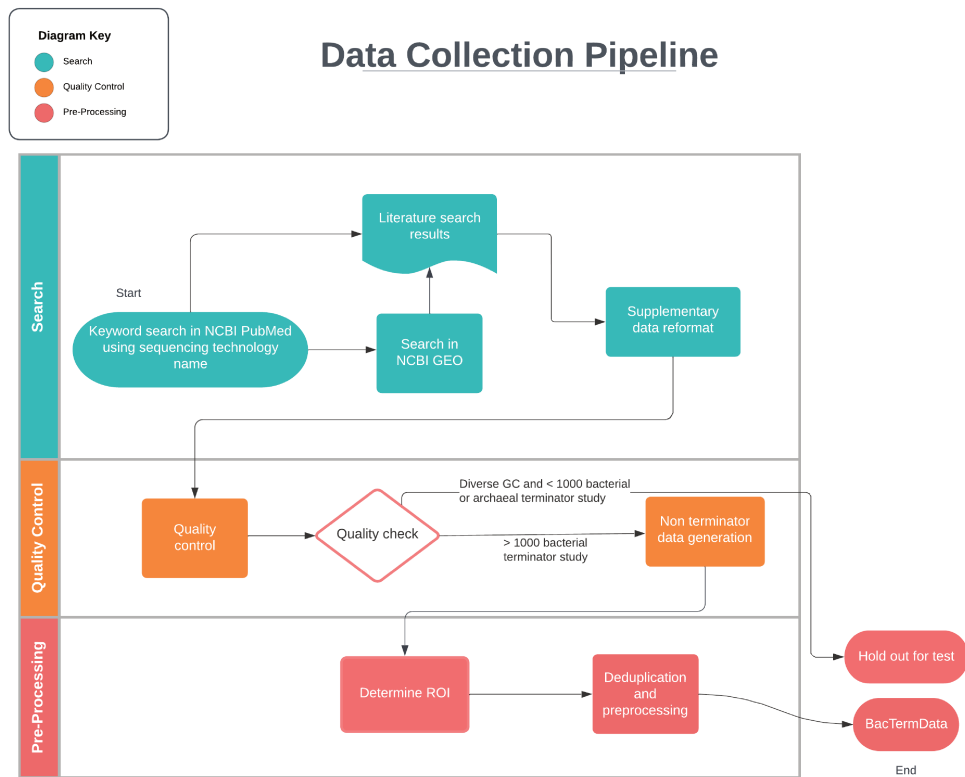 Diagram Key
Search
Quality Control
Pre-Processing
Data Collection Pipeline
Search
Start
Keyword search in NCBI PubMed
using sequencing technology
name
Literature search
results
Search in
NCBI GEO
Supplementary
data reformat
Quality Control
Quality
control
Quality check
Diverse GC and < 1000 bacterial
or archaeal terminator study
> 1000 bacterial
terminator study
Non terminator
data generation
Pre-Processing
Determine ROI
Deduplication
and
preprocessing
Hold out for test
BacTermData
End